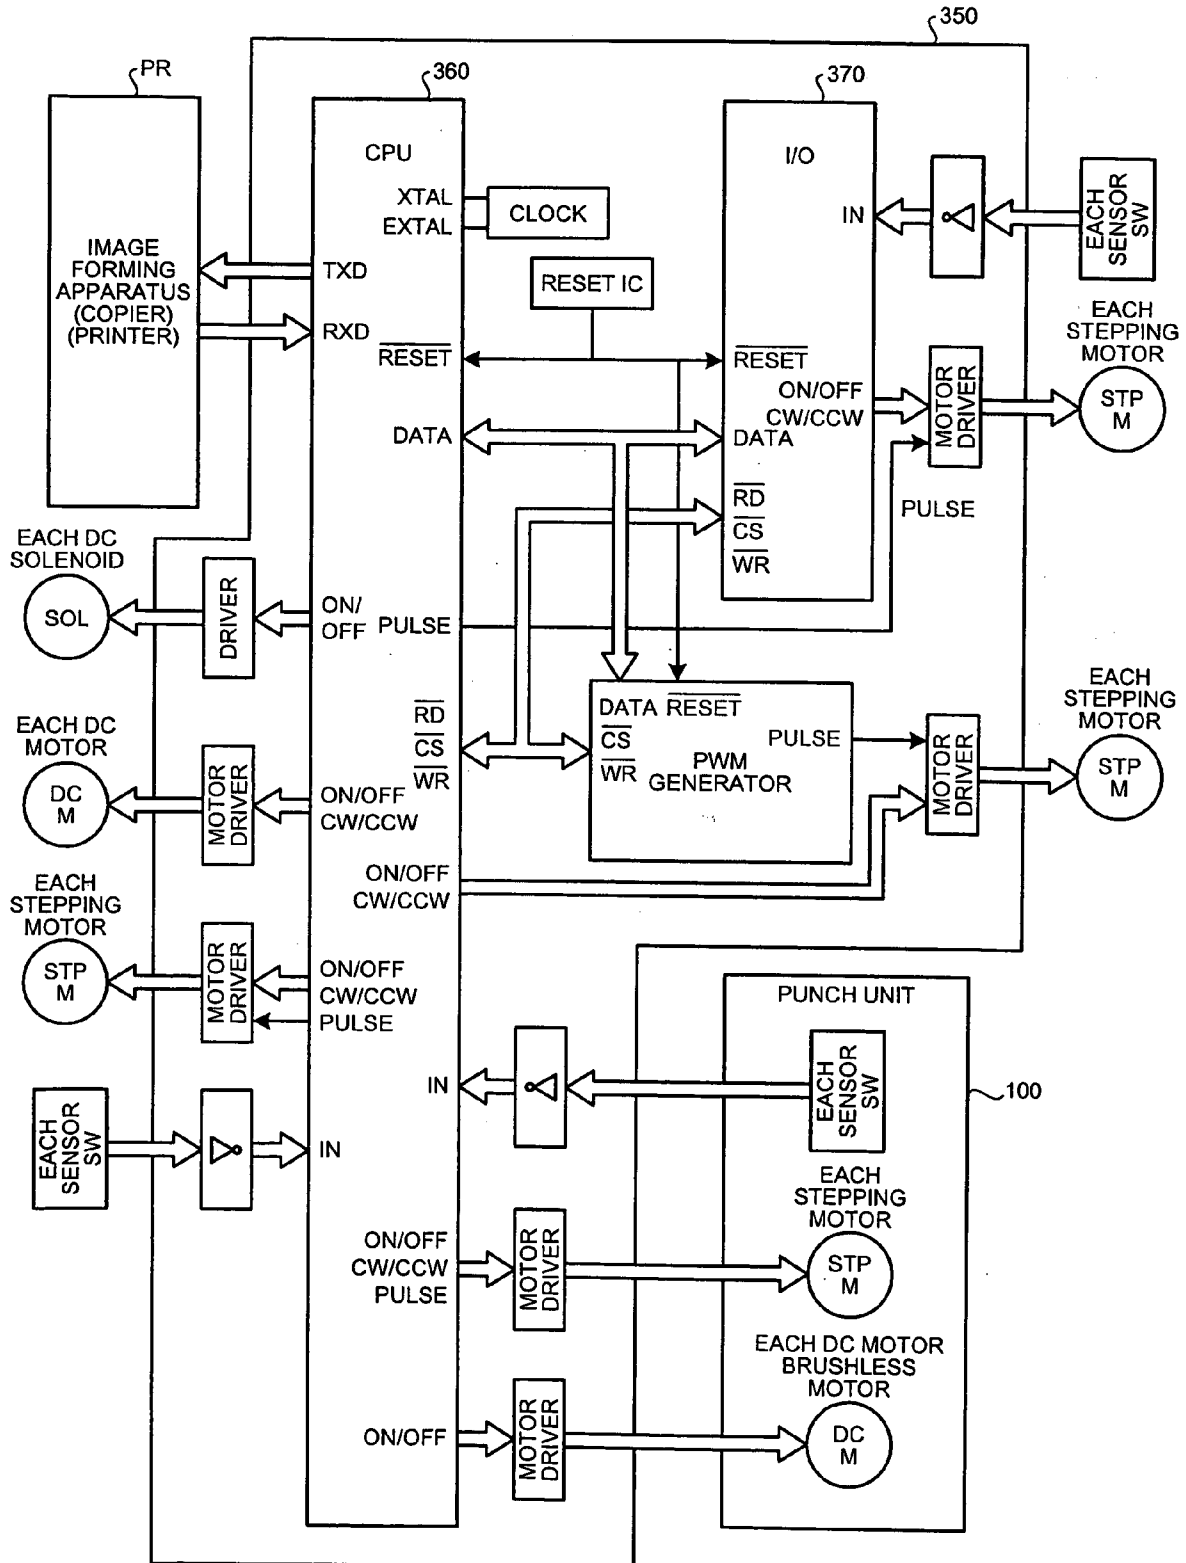 350
PR
360
370
IMAGE
FORMING
APPARATUS
(COPIER)
(PRINTER)
CPU
XTAL
EXTAL
CLOCK
TXD
RXD
RESET IC
RESET
DATA
I/O
IN
EACH
SENSOR
SW
EACH
STEPPING
MOTOR
RESET
ON/OFF
CW/CCW
DATA
MOTOR
DRIVER
STP
M
RD
CS
WR
PULSE
EACH DC
SOLENOID
SOL
DRIVER
ON/
OFF
PULSE
RD
CS
WR
DATA RESET
CS
WR
PULSE
PWM
GENERATOR
MOTOR
DRIVER
EACH
STEPPING
MOTOR
STP
M
EACH DC
MOTOR
DC
M
MOTOR
DRIVER
ON/OFF
CW/CCW
ON/OFF
CW/CCW
EACH
STEPPING
MOTOR
STP
M
MOTOR
DRIVER
ON/OFF
CW/CCW
PULSE
EACH
SENSOR
SW
IN
IN
PUNCH UNIT
EACH
SENSOR
SW
100
EACH
STEPPING
MOTOR
ON/OFF
CW/CCW
PULSE
MOTOR
DRIVER
STP
M
EACH DC MOTOR
BRUSHLESS
MOTOR
ON/OFF
MOTOR
DRIVER
DC
M